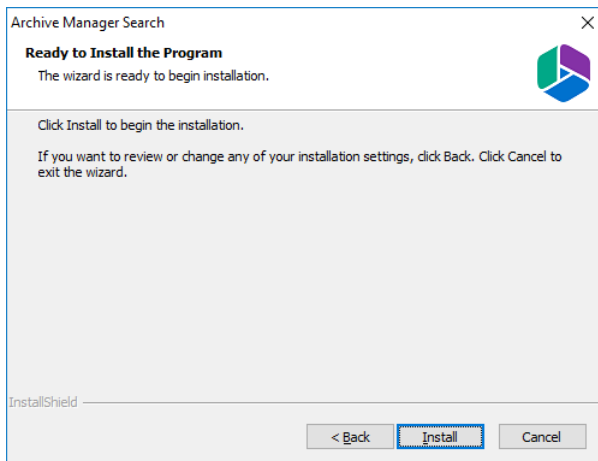 Archive Manager Search
Ready to Install the Program
The wizard is ready to begin installation.
Click Install to begin the installation.
If you want to review or change any of your installation settings, click Back. Click Cancel to
exit the wizard.
InstallShield
< Back
Install
Cancel